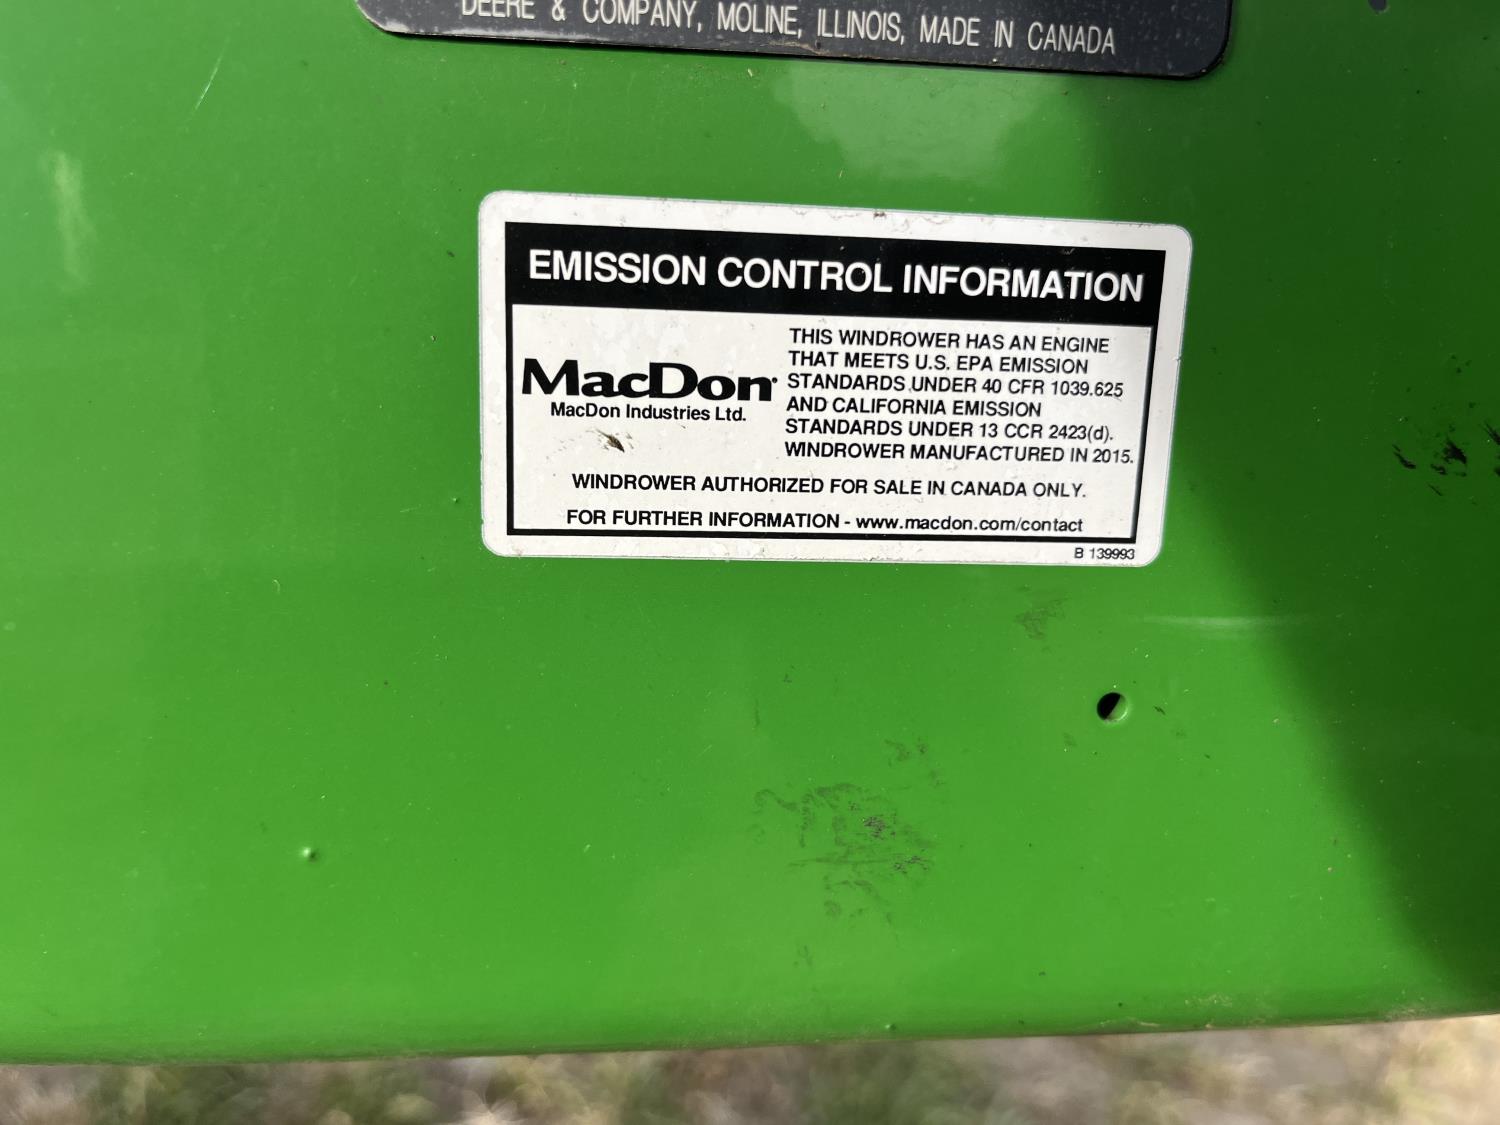 DEERE & COMPANY, MOLINE, ILLINOIS, MADE IN CANADA
EMISSION CONTROL INFORMATION
MacDon
MacDon Industries Ltd.
THIS WINDROWER HAS AN ENGINE
THAT MEETS U.S. EPA EMISSION
STANDARDS UNDER 40 CFR 1039.625
AND CALIFORNIA EMISSION
STANDARDS UNDER 13 CCR 2423(d).
WINDROWER MANUFACTURED IN 2015.
WINDROWER AUTHORIZED FOR SALE IN CANADA ONLY.
FOR FURTHER INFORMATION - www.macdon.com/contact
B 139993